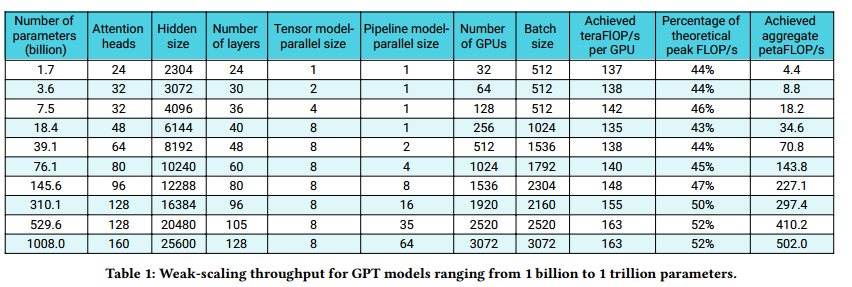 Number of parameters (billion) Attention heads Hidden size Number of layers Tensor model-parallel size Pipeline model-parallel size Number of GPUs Batch size Achieved teraFlOP/s per GPU Percentage of theoretical peak FLOP/s Achieved aggregate petaFLOP/s
1.7 24 2304 24 1 1 32 512 137 44% 4.4
3.6 32 3072 30 2 1 64 512 138 44% 8.8
7.5 32 4096 36 4 1 128 512 142 46% 18.2
18.4 48 6144 40 8 1 256 1024 135 43% 34.6
39.1 64 8192 48 8 2 512 1536 138 44% 70.8
76.1 80 10240 60 8 4 1024 1792 140 45% 143.8
145.6 96 12288 80 8 8 1536 2304 148 47% 227.1
310.1 128 16384 96 8 16 1920 2160 155 50% 297.4
529.6 128 20480 105 8 35 2520 2520 163 52% 410.2
1008.0 160 25600 128 8 64 3072 3072 163 52% 502.0
Table 1: Weak-scaling throughput for GPT models ranging from 1 billion to 1 trillion parameters.